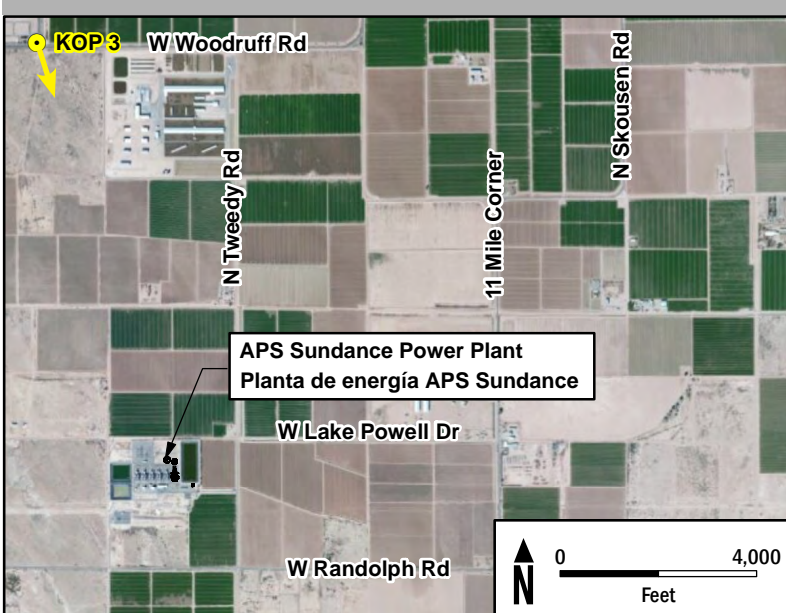 KOP 3
W Woodruff Rd
N Skousen Rd
N Tweedy Rd
11 Mile Corner
APS Sundance Power Plant
Planta de energía APS Sundance
W Lake Powell Dr
W Randolph Rd
N
0 4,000
Feet